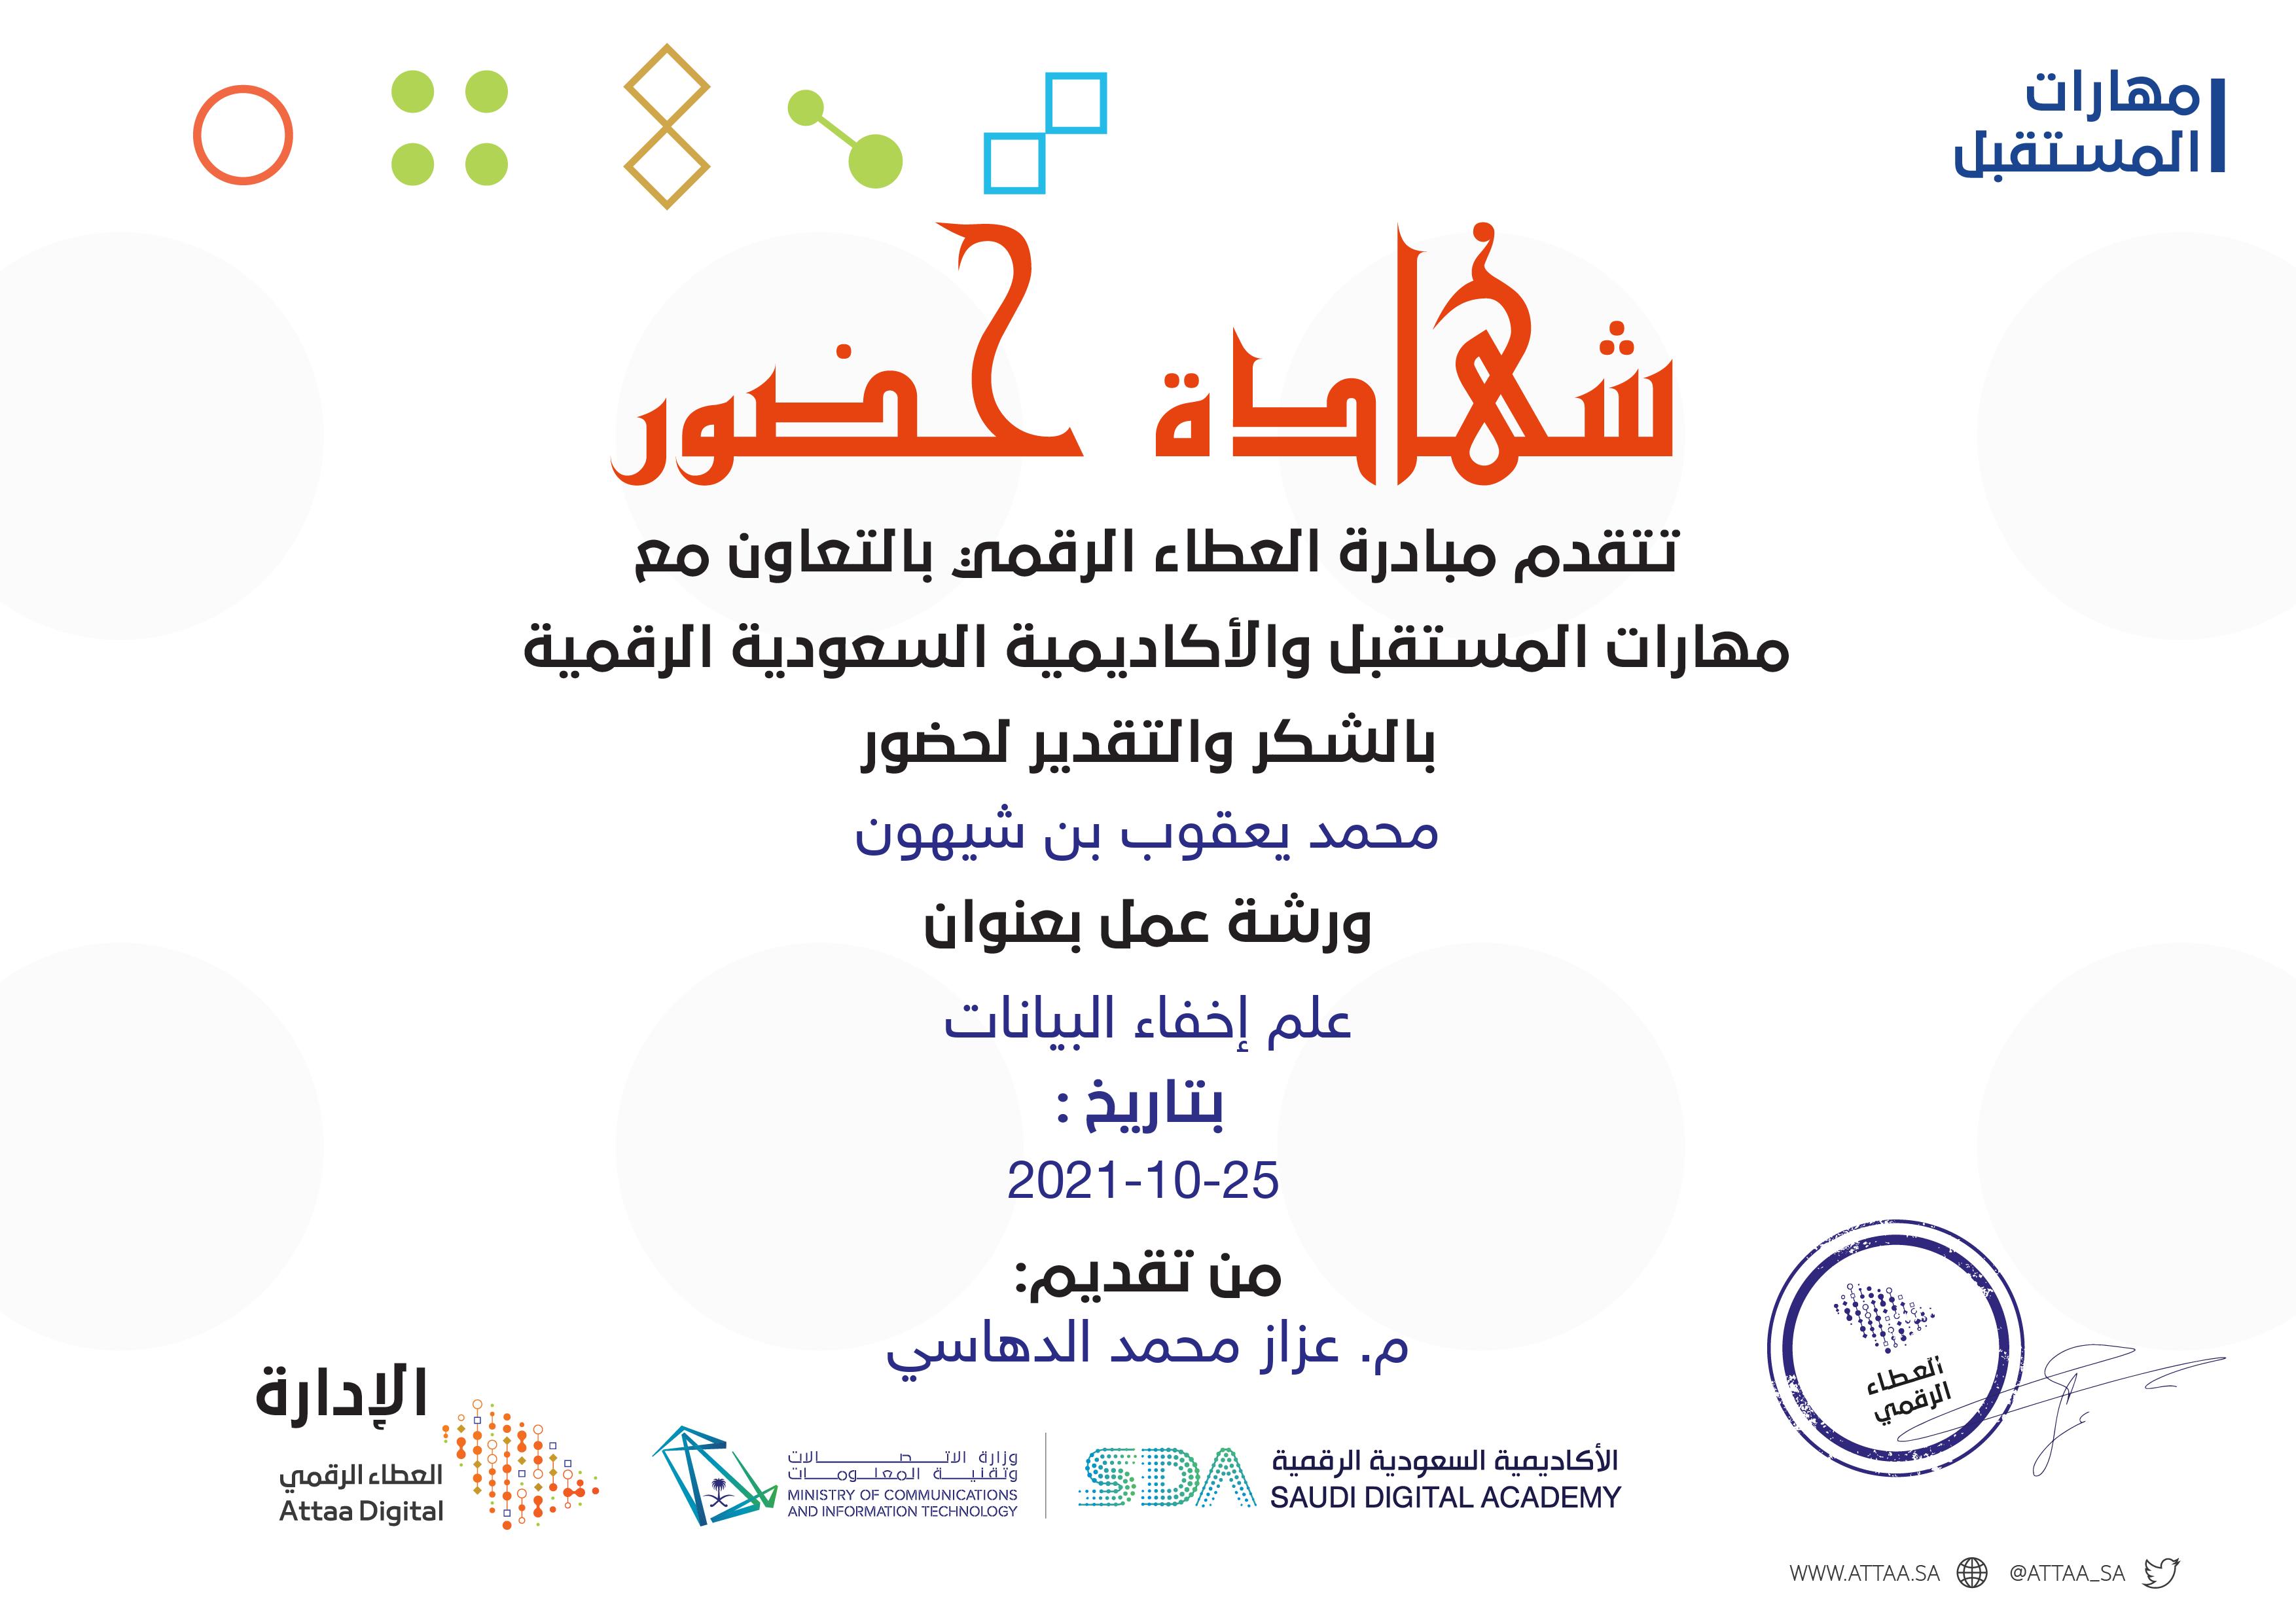 مهارات
المستقبل
شهادة حضور
تتقدم مبادرة العطاء الرقمي بالتعاون مع
مهارات المستقبل والأكاديمية السعودية الرقمية
بالشكر والتقدير لحضور
محمد يعقوب بن شيهون
ورشة عمل بعنوان
علم إخفاء البيانات
بتاريخ :
2021-10-25
من تقديم:
م. عزاز محمد الدهاسي
العطاء
الرقمي
الإدارة
العطاء الرقمي
Attaa Digital
وزارة الاتــصــالات
وتقنيــة المعلــومــات
MINISTRY OF COMMUNICATIONS
AND INFORMATION TECHNOLOGY
SDA
الأكاديمية السعودية الرقمية
SAUDI DIGITAL ACADEMY
WWW.ATTAA.SA @ATTAA_SA